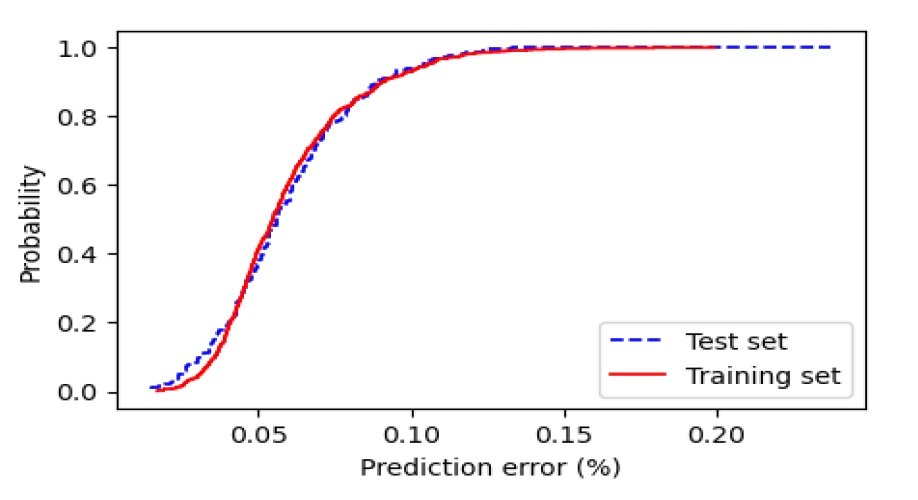 1.0
0.8
0.6
0.4
0.2
0.0
Probability
Test set
Training set
0.05 0.10 0.15 0.20
Prediction error (%)